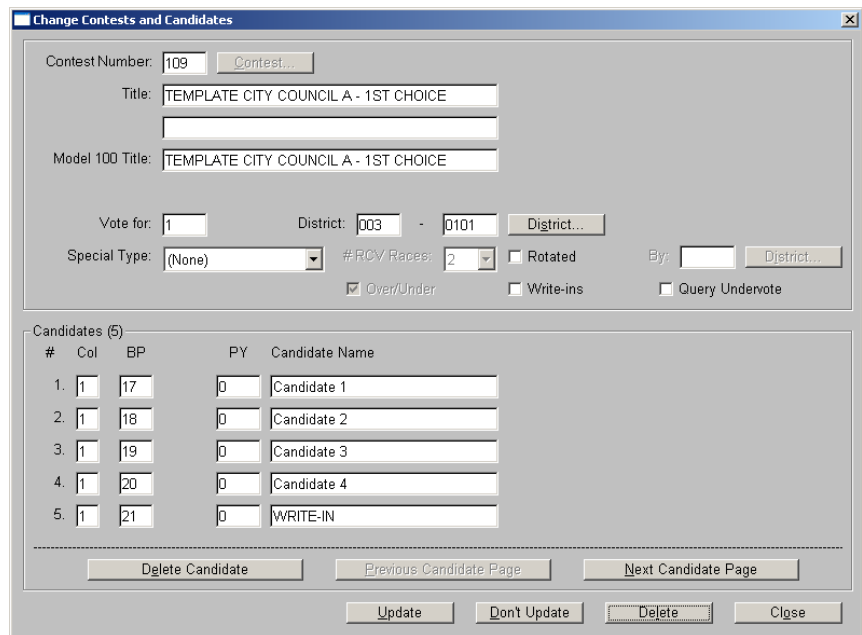 Change Contests and Candidates
Contest Number: 109 Contest...
Title: TEMPLATE CITY COUNCIL A - 1ST CHOICE
Model 100 Title: TEMPLATE CITY COUNCIL A - 1ST CHOICE
Vote for: 1 District: 003 - 0101 District...
Special Type: (None) # RCV Races: 2 Rotated By: District...
Over/Under Write-ins Query Undervote
Candidates (5)
# Col BP PY Candidate Name
1. 1 17 0 Candidate 1
2. 1 18 0 Candidate 2
3. 1 19 0 Candidate 3
4. 1 20 0 Candidate 4
5. 1 21 0 WRITE-IN
Delete Candidate Previous Candidate Page Next Candidate Page
Update Don't Update Delete Close